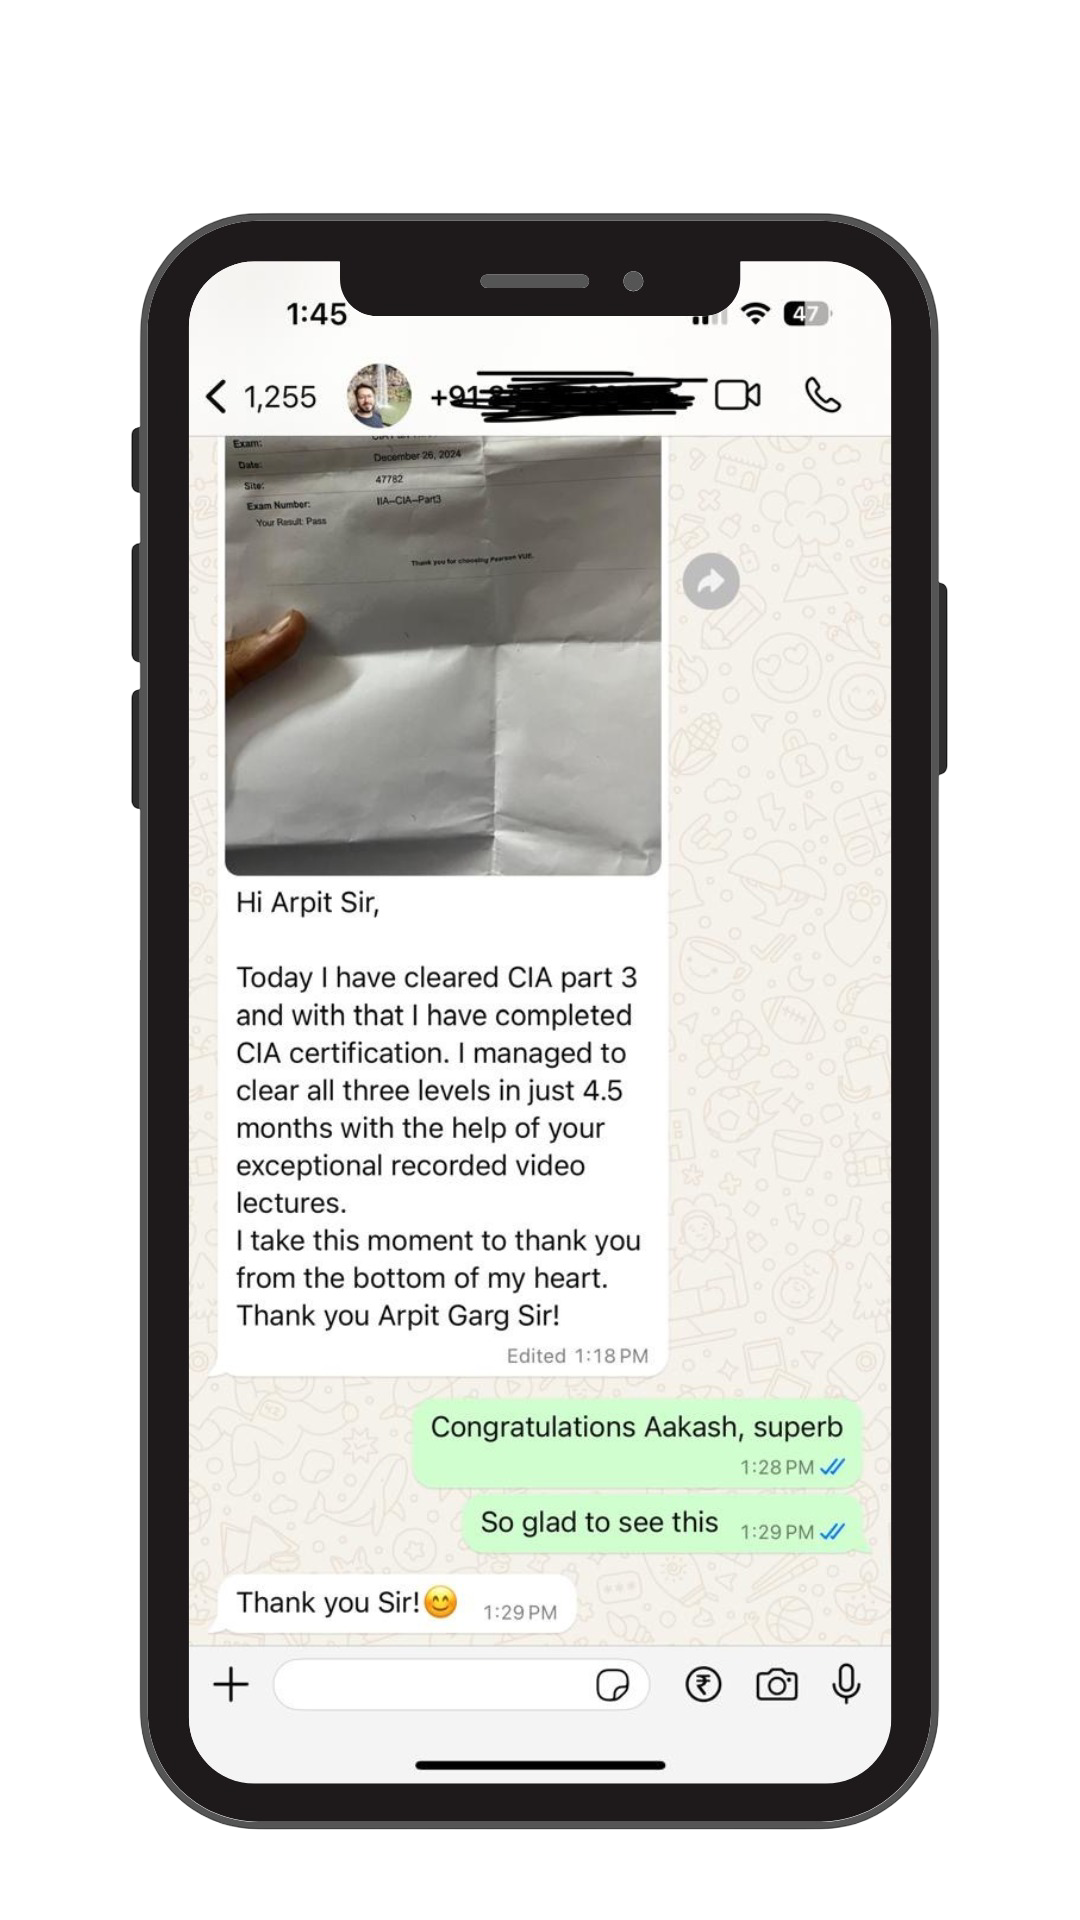 1:45
47
1,255
+91
Exam:
Date: December 26, 2024
Site: 47782
Exam Number: IIA-CIA-Part3
Your Result: Pass
Thank you for choosing Pearson VUE.
Hi Arpit Sir,
Today I have cleared CIA part 3
and with that I have completed
CIA certification. I managed to
clear all three levels in just 4.5
months with the help of your
exceptional recorded video
lectures.
I take this moment to thank you
from the bottom of my heart.
Thank you Arpit Garg Sir!
Edited 1:18 PM
Congratulations Aakash, superb
1:28 PM
So glad to see this 1:29 PM
Thank you Sir!😊 1:29 PM